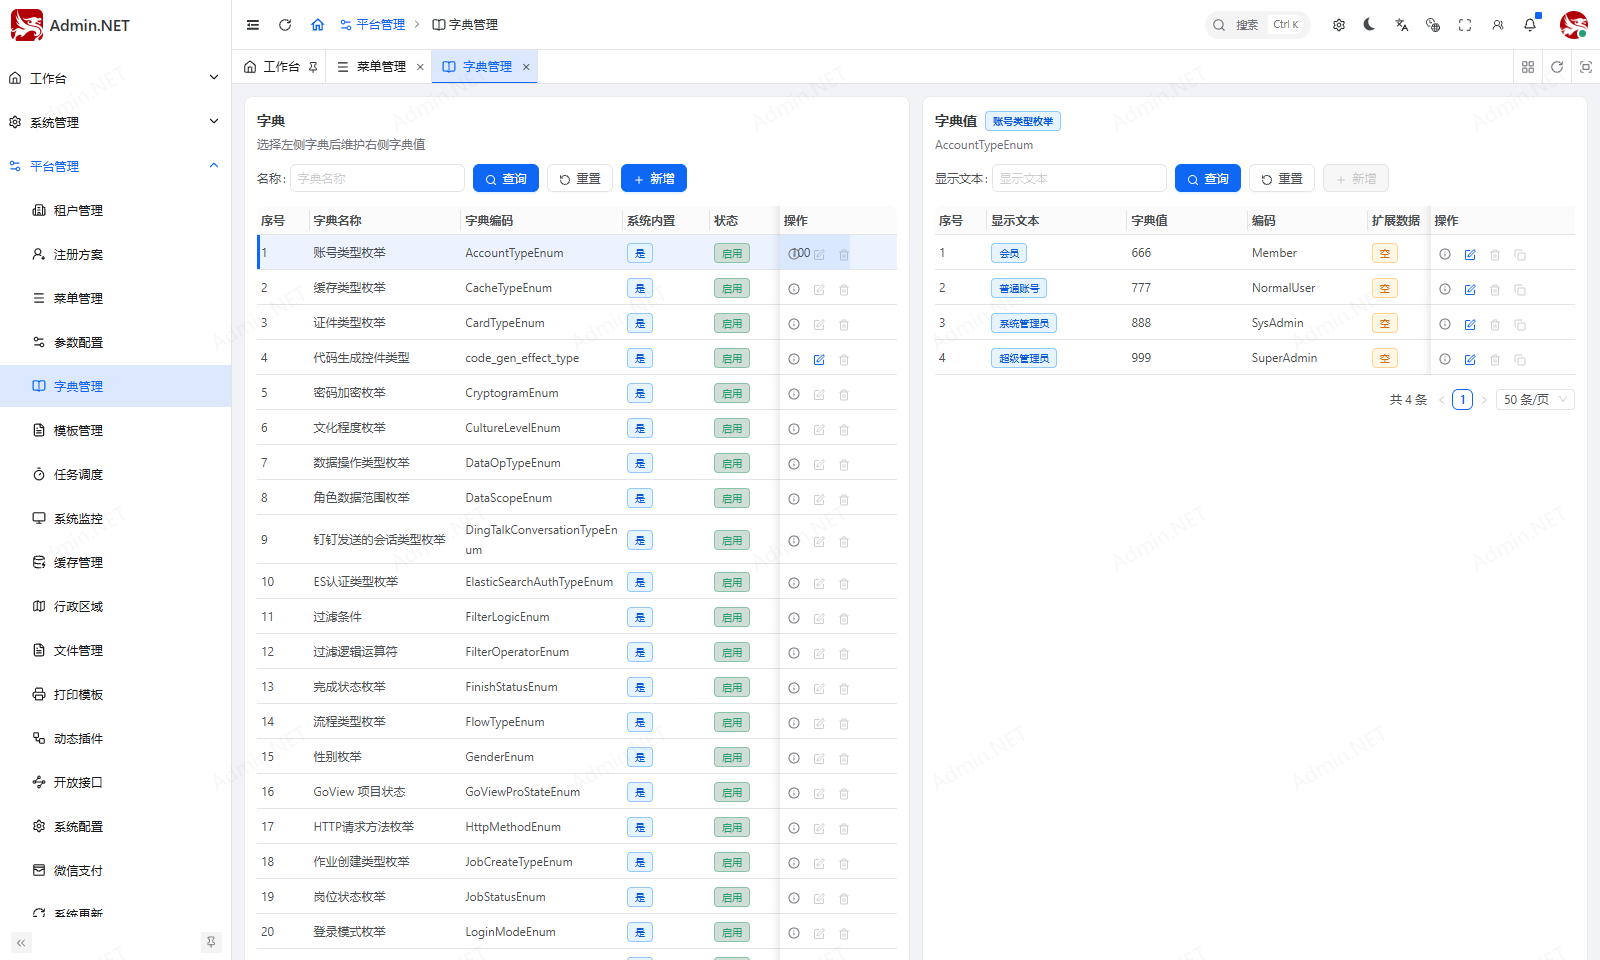 Admin.NET
工作台
系统管理
平台管理
租户管理
注册方案
菜单管理
参数配置
字典管理
模板管理
任务调度
系统监控
缓存管理
行政区域
文件管理
打印模板
动态插件
开放接口
系统配置
微信支付
系统更新
平台管理 字典管理
搜索 Ctrl K
工作台 菜单管理 字典管理
字典
选择左侧字典后维护右侧字典值
名称: 字典名称 查询 重置 新增
序号 字典名称 字典编码 系统内置 状态 操作
1 账号类型枚举 AccountTypeEnum 是 启用 100
2 缓存类型枚举 CacheTypeEnum 是 启用
3 证件类型枚举 CardTypeEnum 是 启用
4 代码生成控件类型 code_gen_effect_type 是 启用
5 密码加密枚举 CryptogramEnum 是 启用
6 文化程度枚举 CultureLevelEnum 是 启用
7 数据操作类型枚举 DataOpTypeEnum 是 启用
8 角色数据范围枚举 DataScopeEnum 是 启用
9 钉钉发送的会话类型枚举 DingTalkConversationTypeEn
um 是 启用
10 ES认证类型枚举 ElasticSearchAuthTypeEnum 是 启用
11 过滤条件 FilterLogicEnum 是 启用
12 过滤逻辑运算符 FilterOperatorEnum 是 启用
13 完成状态枚举 FinishStatusEnum 是 启用
14 流程类型枚举 FlowTypeEnum 是 启用
15 性别枚举 GenderEnum 是 启用
16 GoView 项目状态 GoViewProStateEnum 是 启用
17 HTTP请求方法枚举 HttpMethodEnum 是 启用
18 作业创建类型枚举 JobCreateTypeEnum 是 启用
19 岗位状态枚举 JobStatusEnum 是 启用
20 登录模式枚举 LoginModeEnum 是 启用
字典值 账号类型枚举
AccountTypeEnum
显示文本: 显示文本 查询 重置 新增
序号 显示文本 字典值 编码 扩展数据 操作
1 会员 666 Member 空
2 普通账号 777 NormalUser 空
3 系统管理员 888 SysAdmin 空
4 超级管理员 999 SuperAdmin 空
共 4 条 1 50 条/页